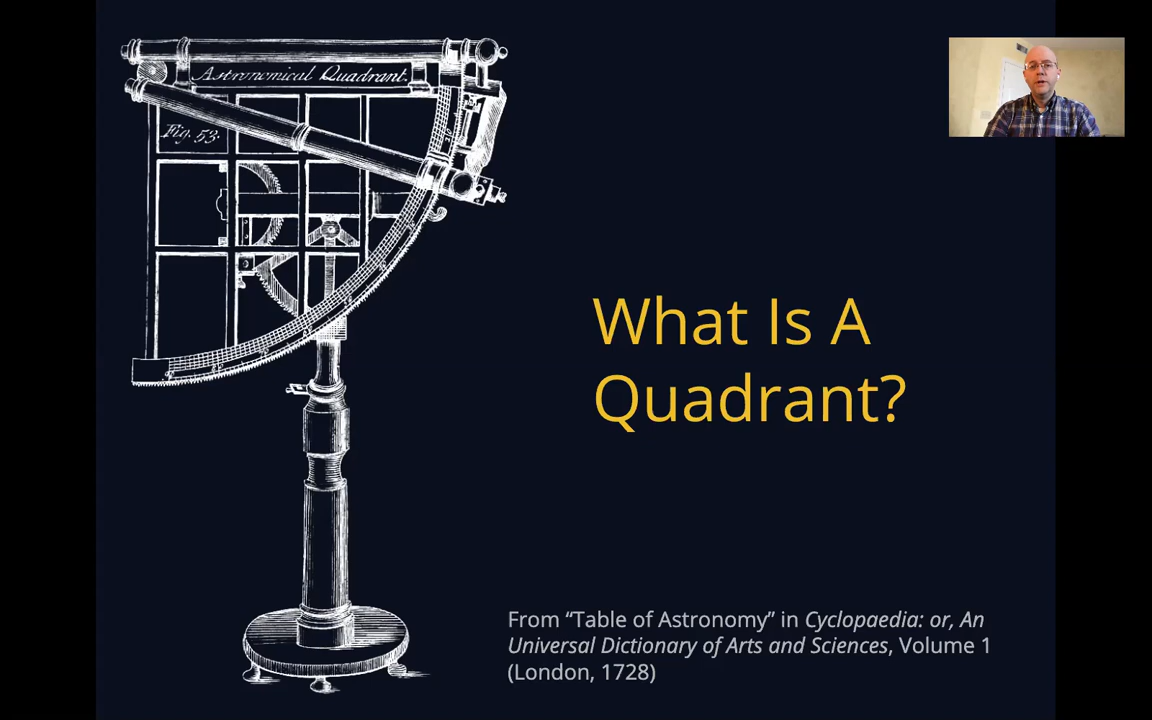 Astronomical Quadrant.
Fig. 53.
What Is A
Quadrant?
From “Table of Astronomy” in Cyclopaedia: or, An
Universal Dictionary of Arts and Sciences, Volume 1
(London, 1728)